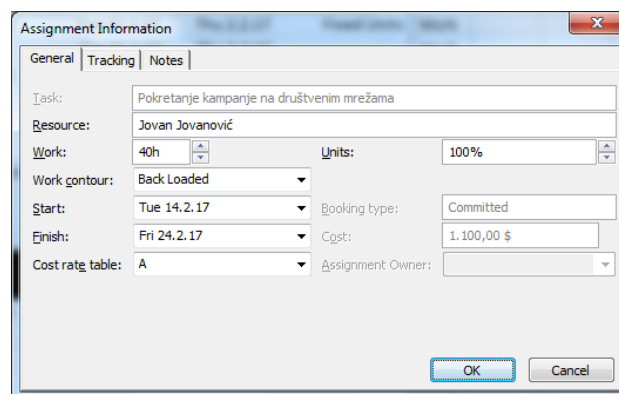 Assignment Information
General Tracking Notes
Task: Pokretanje kampanje na društvenim mrežama
Resource: Jovan Jovanović
Work: 40h Units: 100%
Work contour: Back Loaded
Start: Tue 14.2.17 Booking type: Committed
Finish: Fri 24.2.17 Cost: 1.100,00 $
Cost rate table: A Assignment Owner:
OK Cancel